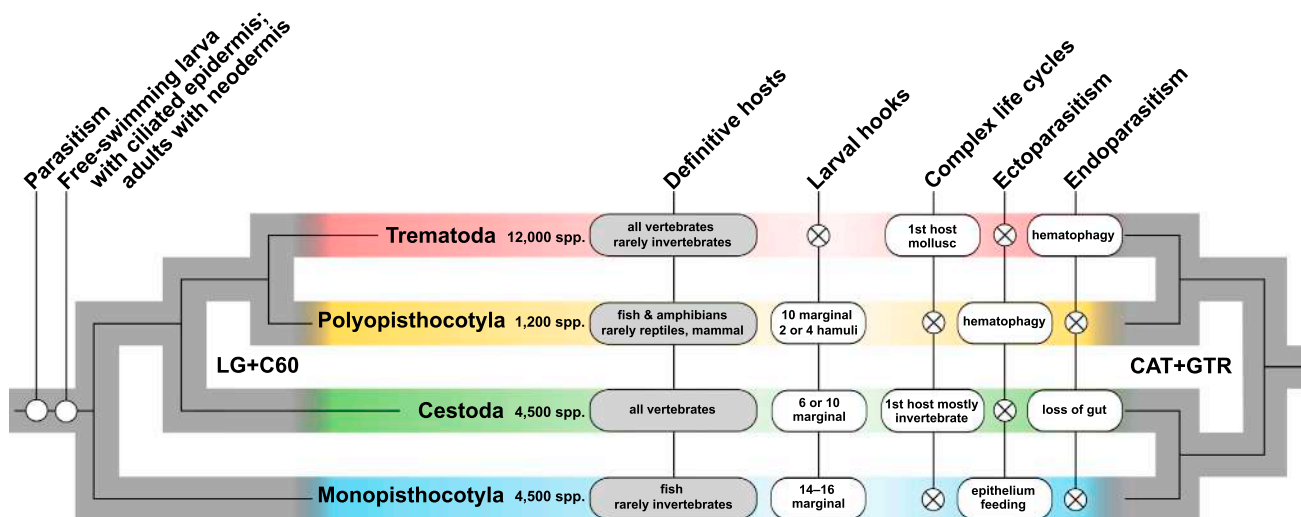 Parasitism
Free-swimming larva
with ciliated epidermis;
adults with neodermis
Definitive hosts
Larval hooks
Complex life cycles
Ectoparasitism
Endoparasitism
Trematoda 12,000 spp.
all vertebrates
rarely invertebrates
1st host
mollusc
hematophagy
Polyopisthocotyla 1,200 spp.
fish & amphibians
rarely reptiles, mammal
10 marginal
2 or 4 hamuli
hematophagy
LG+C60
CAT+GTR
Cestoda 4,500 spp.
all vertebrates
6 or 10
marginal
1st host mostly
invertebrate
loss of gut
Monopisthocotyla 4,500 spp.
fish
rarely invertebrates
14–16
marginal
epithelium
feeding